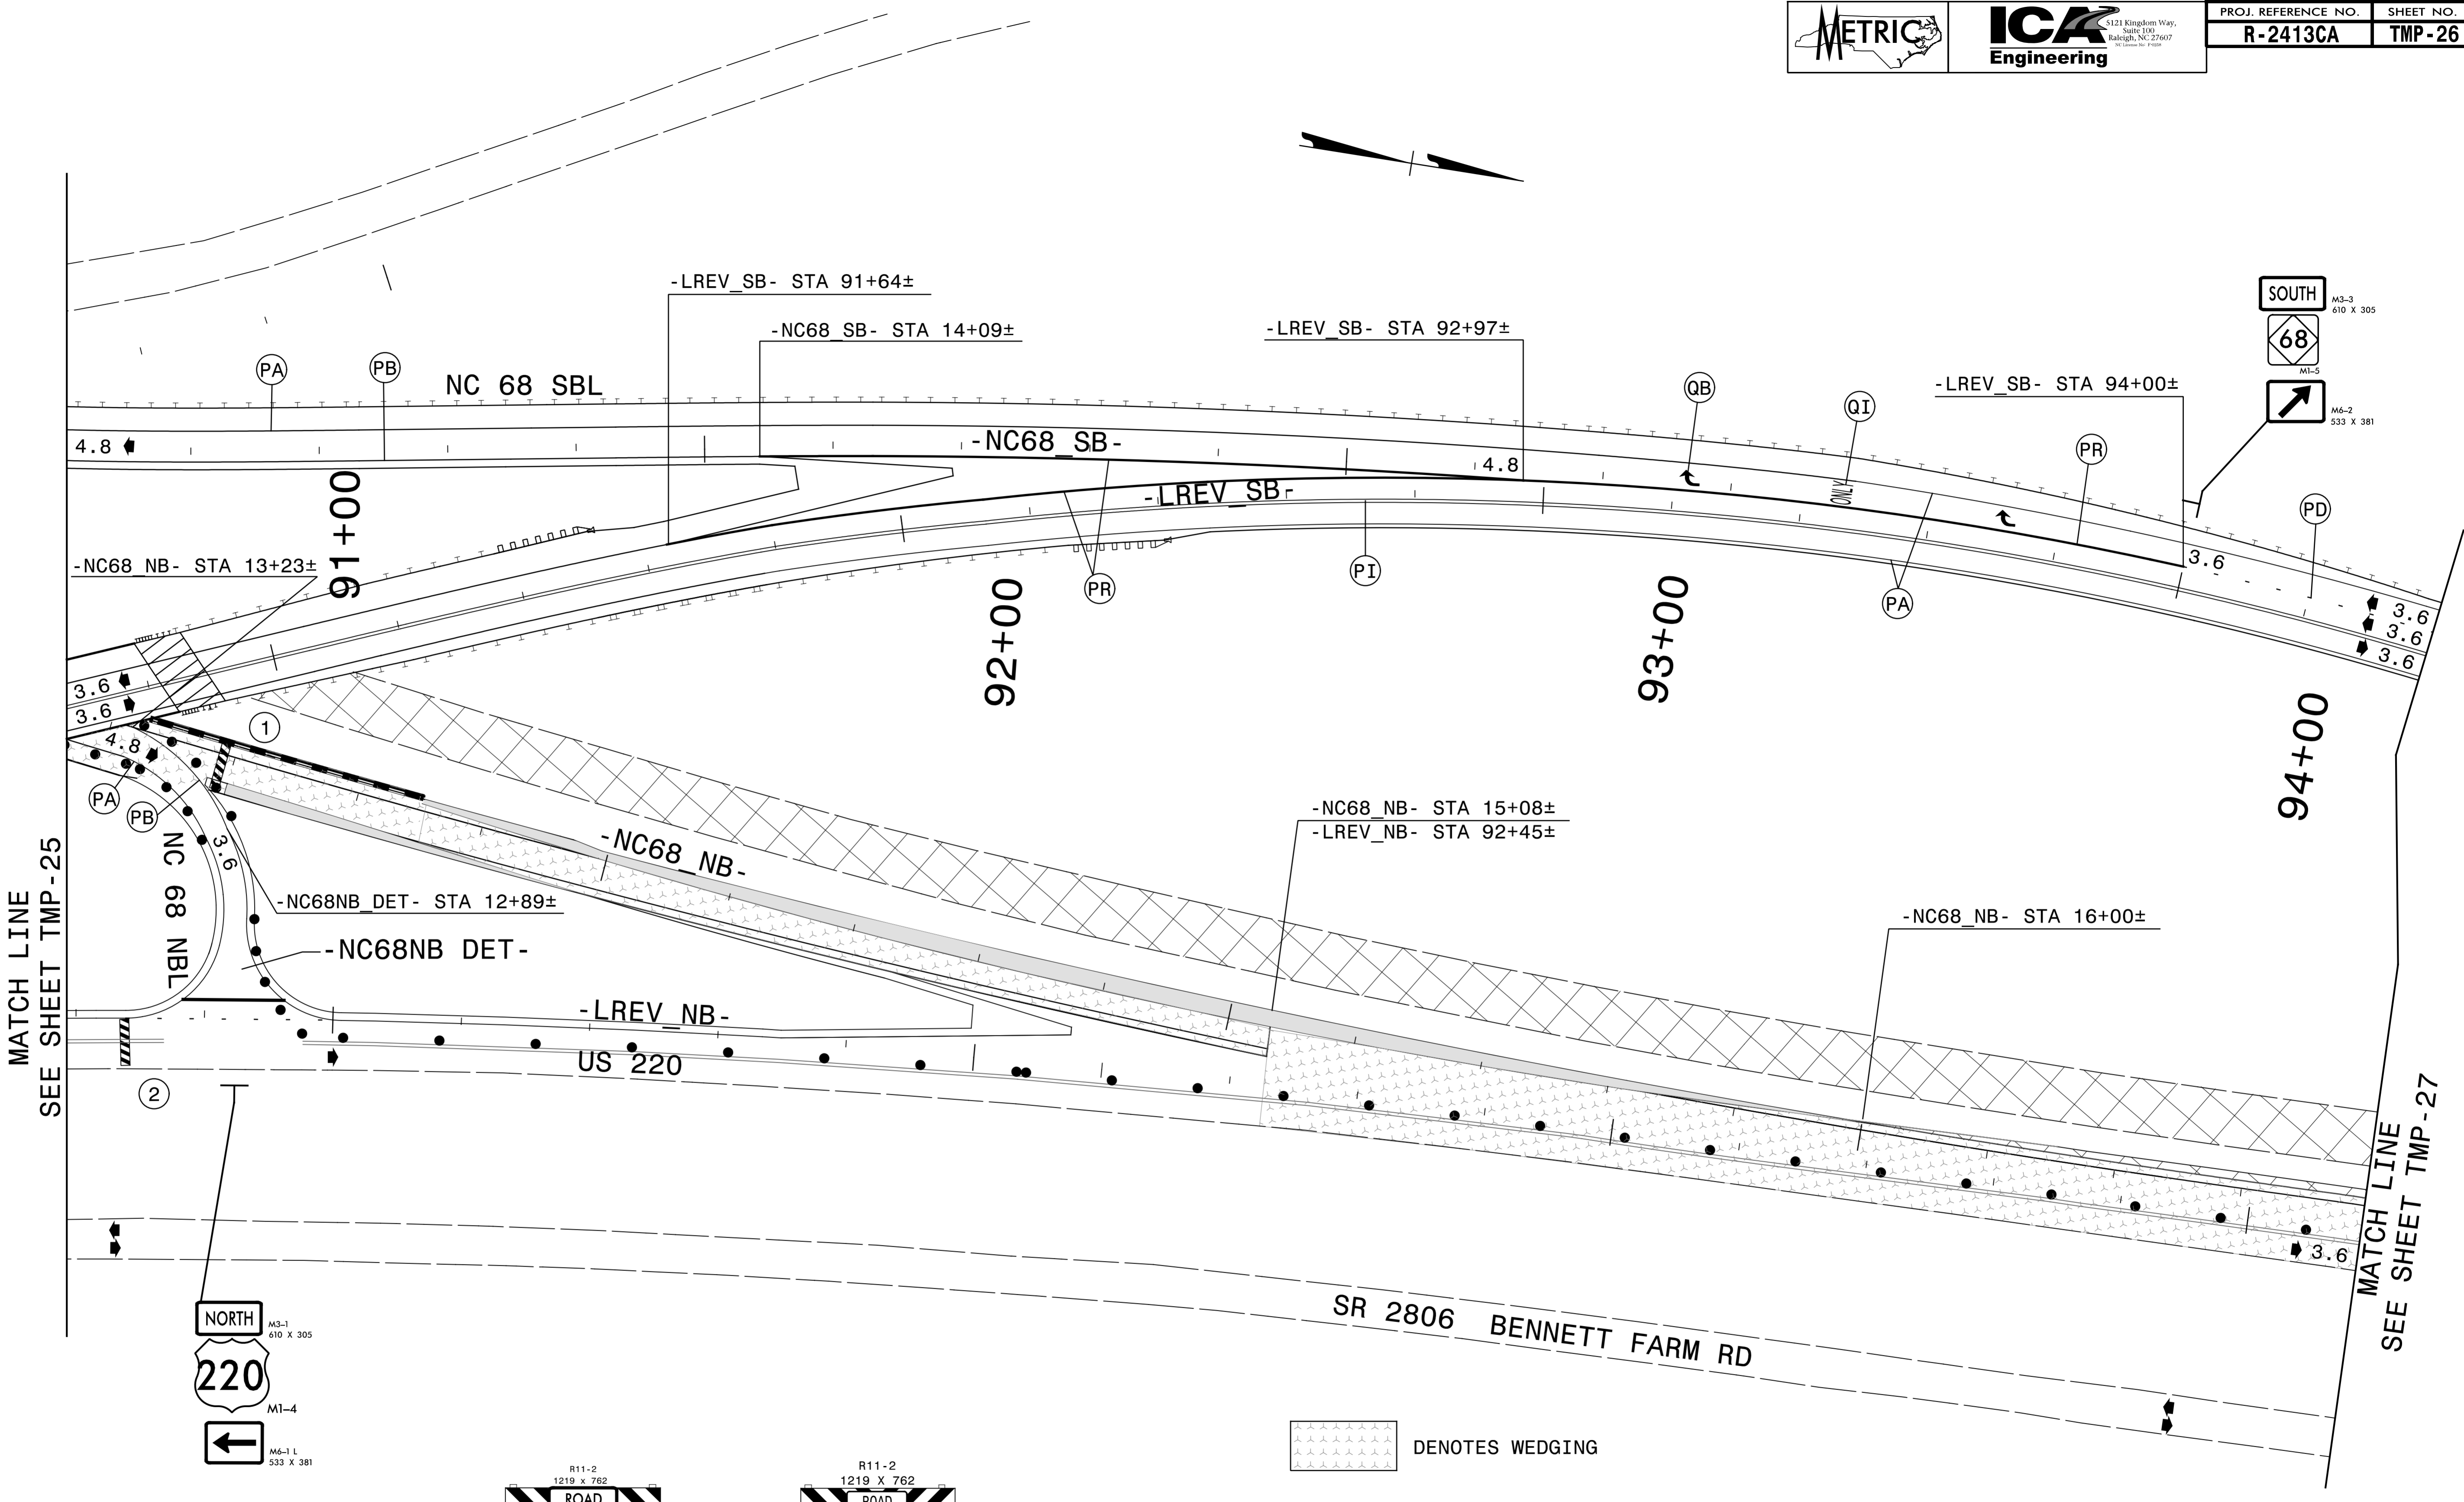 METRIC
ICA
Engineering
5121 Kingdom Way,
Suite 100
Raleigh, NC 27607
PROJ. REFERENCE NO.
SHEET NO.
R-2413CA
TMP-26
-LREV_SB- STA 91+64±
-NC68_SB- STA 14+09±
-LREV_SB- STA 92+97±
-LREV_SB- STA 94+00±
SOUTH
M3-3
610 X 305
68
M1-5
M6-2
533 X 381
PA
PB
NC 68 SBL
QB
QI
PR
PD
4.8
-NC68_SB-
4.8
ONLY
-LREV_SB-
3.6
91+00
-NC68_NB- STA 13+23±
PR
PI
PA
3.6
3.6
3.6
92+00
93+00
94+00
3.6
3.6
4.8
1
PA
PB
NC 68 NBL
3.6
-NC68_NB-
-NC68_NB- STA 15+08±
-LREV_NB- STA 92+45±
-NC68NB_DET- STA 12+89±
-NC68_NB- STA 16+00±
-NC68NB DET-
MATCH LINE
SEE SHEET TMP-25
-LREV_NB-
US 220
2
3.6
MATCH LINE
SEE SHEET TMP-27
SR 2806 BENNETT FARM RD
NORTH
M3-1
610 X 305
220
M1-4
M6-1 L
533 X 381
DENOTES WEDGING
R11-2
1219 X 762
ROAD
R11-2
1219 X 762
ROAD